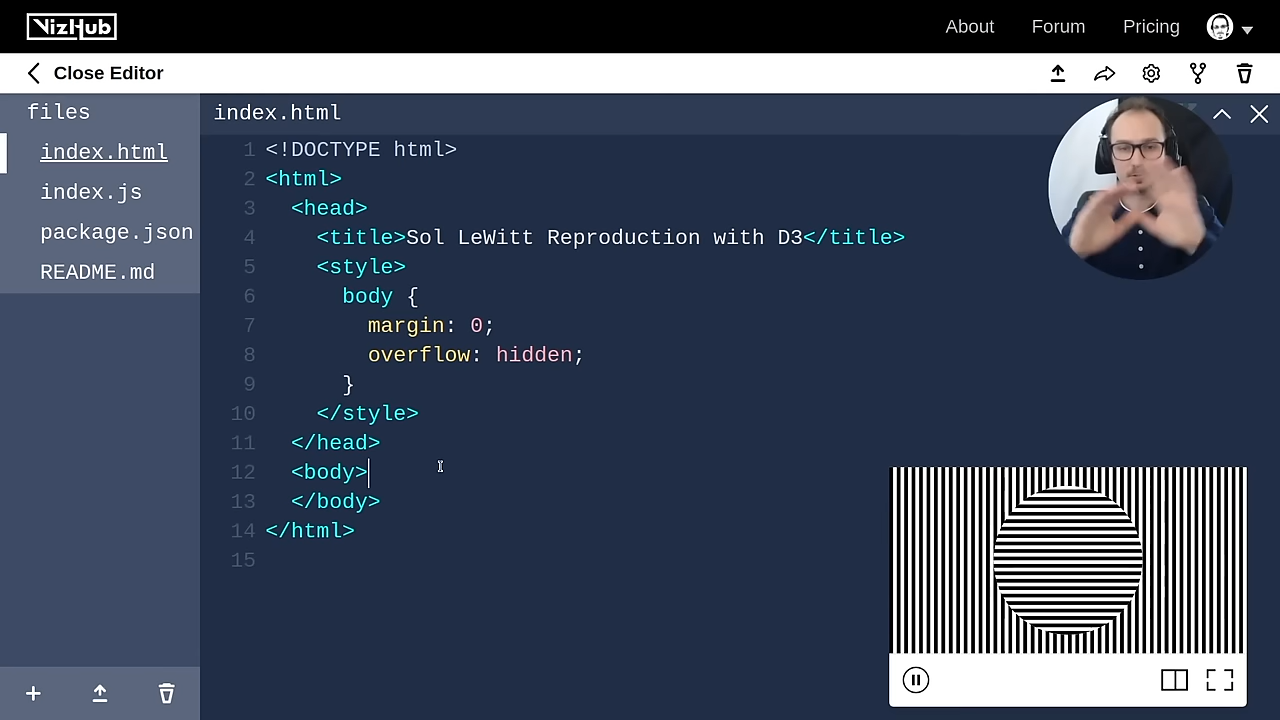 VizHub
About
Forum
Pricing
Close Editor
files
index.html
index.js
package.json
README.md
index.html
1 <!DOCTYPE html>
2 <html>
3 <head>
4 <title>Sol LeWitt Reproduction with D3</title>
5 <style>
6 body {
7 margin: 0;
8 overflow: hidden;
9 }
10 </style>
11 </head>
12 <body>
13 </body>
14 </html>
15